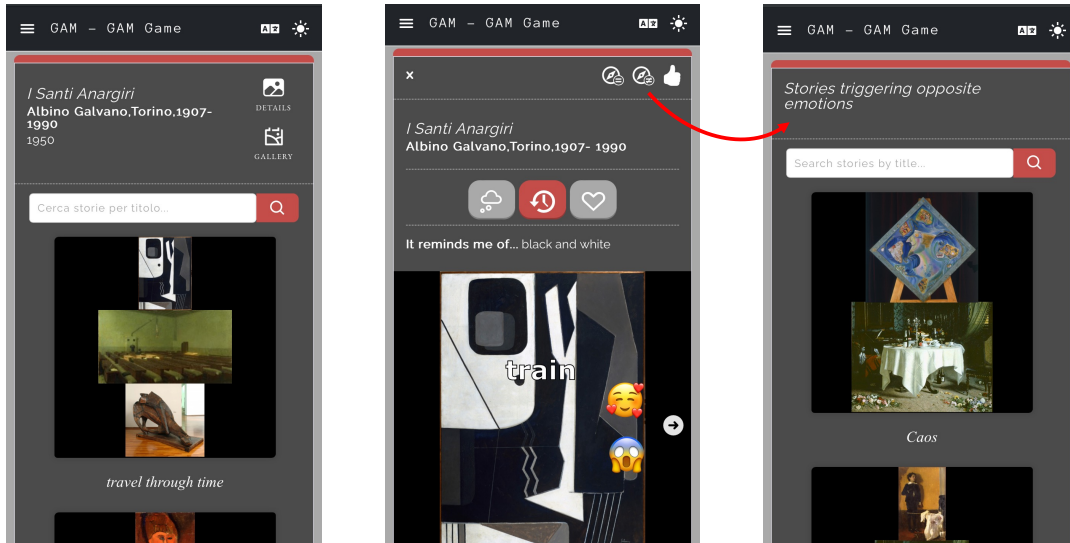 GAM – GAM Game
I Santi Anargiri
Albino Galvano,Torino,1907-
1990
1950
DETAILS
GALLERY
Cerca storie per titolo...
travel through time
GAM – GAM Game
x
I Santi Anargiri
Albino Galvano,Torino,1907- 1990
It reminds me of... black and white
train
GAM – GAM Game
Stories triggering opposite
emotions
Search stories by title...
Caos